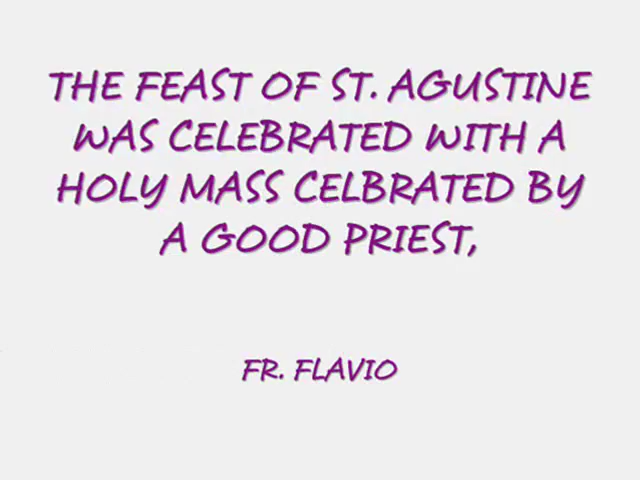 THE FEAST OF ST. AGUSTINE
WAS CELEBRATED WITH A
HOLY MASS CELBRATED BY
A GOOD PRIEST,
FR. FLAVIO